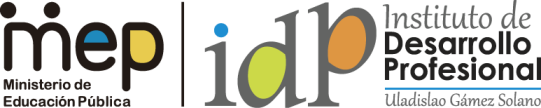 mep
Ministerio de
Educación Pública
idp
Instituto de
Desarrollo
Profesional
Uladislao Gámez Solano